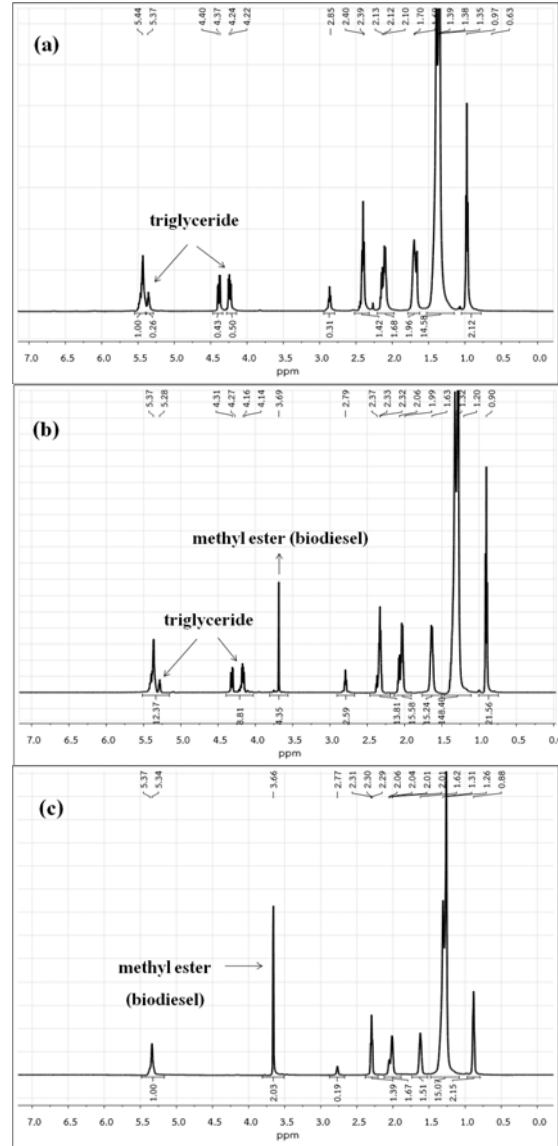 5.44 5.37 4.40 4.37 4.24 4.22 2.85 2.40 2.39 2.13 2.12 2.10 1.70 1.39 1.38 1.35 0.97 0.63
(a)
triglyceride
1.00 0.26 0.43 0.50 0.31 1.42 1.68 1.96 14.58 2.12
7.0 6.5 6.0 5.5 5.0 4.5 4.0 3.5 3.0 2.5 2.0 1.5 1.0 0.5 0.0
ppm
5.37 5.28 4.31 4.27 4.16 4.14 3.69 2.79 2.37 2.33 2.32 2.06 1.99 1.63 1.32 1.20 0.90
(b)
methyl ester (biodiesel)
triglyceride
12.37 8.81 4.35 2.59 13.81 15.58 15.24 148.40 21.56
7.0 6.5 6.0 5.5 5.0 4.5 4.0 3.5 3.0 2.5 2.0 1.5 1.0 0.5 0.0
ppm
5.37 5.34 3.66 2.77 2.31 2.30 2.29 2.06 2.04 2.01 2.01 1.62 1.31 1.26 0.88
(c)
methyl ester
(biodiesel)
1.00 2.03 0.19 1.39 1.67 1.51 15.07 2.15
7.0 6.5 6.0 5.5 5.0 4.5 4.0 3.5 3.0 2.5 2.0 1.5 1.0 0.5 0.0
ppm